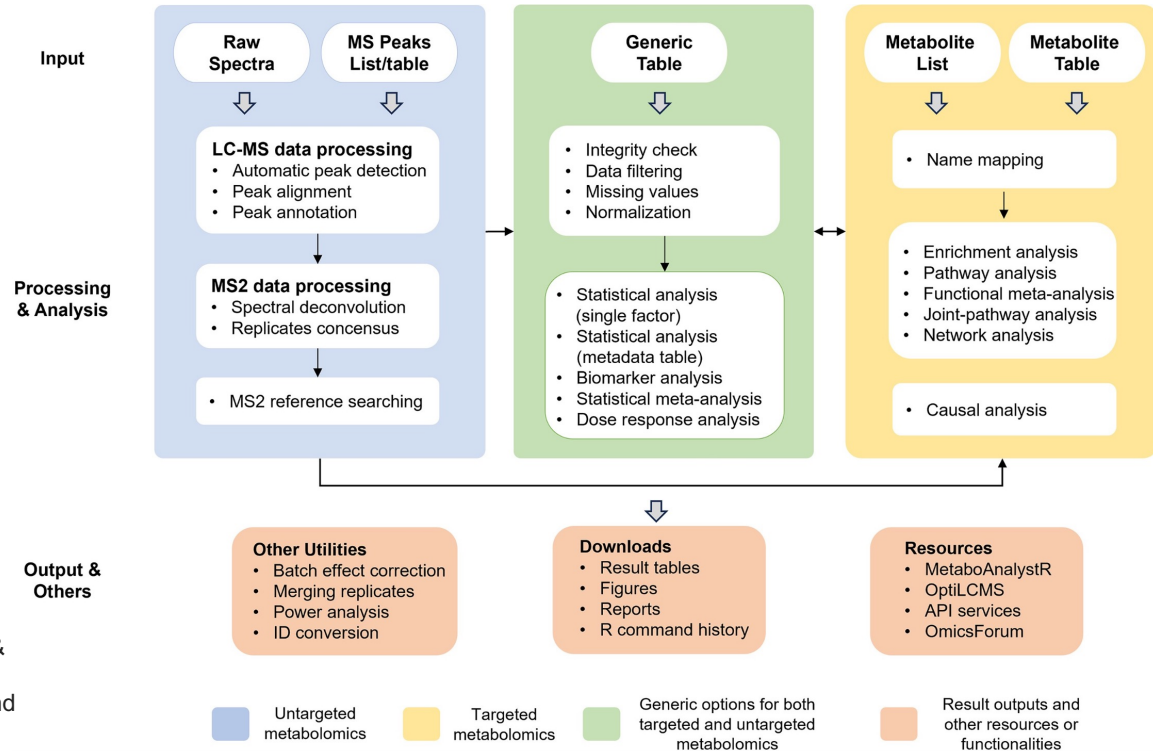 Input
Raw
Spectra
MS Peaks
List/table
Generic
Table
Metabolite
List
Metabolite
Table
Processing
& Analysis
LC-MS data processing
• Automatic peak detection
• Peak alignment
• Peak annotation
MS2 data processing
• Spectral deconvolution
• Replicates concensus
• MS2 reference searching
• Integrity check
• Data filtering
• Missing values
• Normalization
• Statistical analysis
(single factor)
• Statistical analysis
(metadata table)
• Biomarker analysis
• Statistical meta-analysis
• Dose response analysis
• Name mapping
• Enrichment analysis
• Pathway analysis
• Functional meta-analysis
• Joint-pathway analysis
• Network analysis
• Causal analysis
Output &
Others
Other Utilities
• Batch effect correction
• Merging replicates
• Power analysis
• ID conversion
Downloads
• Result tables
• Figures
• Reports
• R command history
Resources
• MetaboAnalystR
• OptiLCMS
• API services
• OmicsForum
&
nd
Untargeted
metabolomics
Targeted
metabolomics
Generic options for both
targeted and untargeted
metabolomics
Result outputs and
other resources or
functionalities